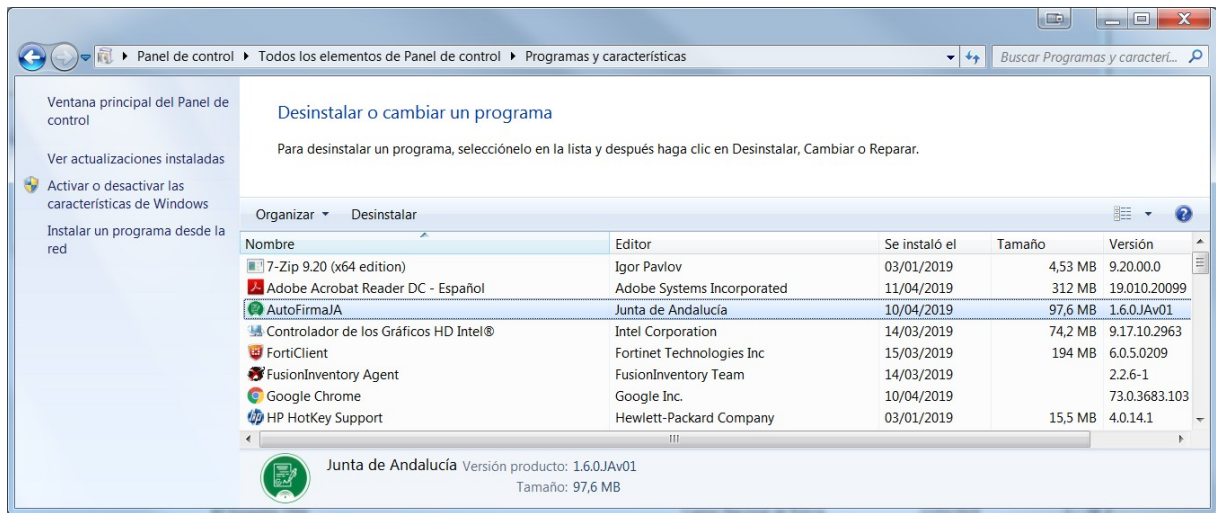 Panel de control ▸ Todos los elementos de Panel de control ▸ Programas y características
Buscar Programas y caracterí...
Ventana principal del Panel de
control
Ver actualizaciones instaladas
Activar o desactivar las
características de Windows
Instalar un programa desde la
red
Desinstalar o cambiar un programa
Para desinstalar un programa, selecciónelo en la lista y después haga clic en Desinstalar, Cambiar o Reparar.
Organizar Desinstalar
Nombre Editor Se instaló el Tamaño Versión
7-Zip 9.20 (x64 edition) Igor Pavlov 03/01/2019 4,53 MB 9.20.00.0
Adobe Acrobat Reader DC - Español Adobe Systems Incorporated 11/04/2019 312 MB 19.010.20099
AutoFirmaJA Junta de Andalucía 10/04/2019 97,6 MB 1.6.0.JAv01
Controlador de los Gráficos HD Intel® Intel Corporation 14/03/2019 74,2 MB 9.17.10.2963
FortiClient Fortinet Technologies Inc 15/03/2019 194 MB 6.0.5.0209
FusionInventory Agent FusionInventory Team 14/03/2019 2.2.6-1
Google Chrome Google Inc. 10/04/2019 73.0.3683.103
HP HotKey Support Hewlett-Packard Company 03/01/2019 15,5 MB 4.0.14.1
Junta de Andalucía Versión producto: 1.6.0.JAv01
Tamaño: 97,6 MB